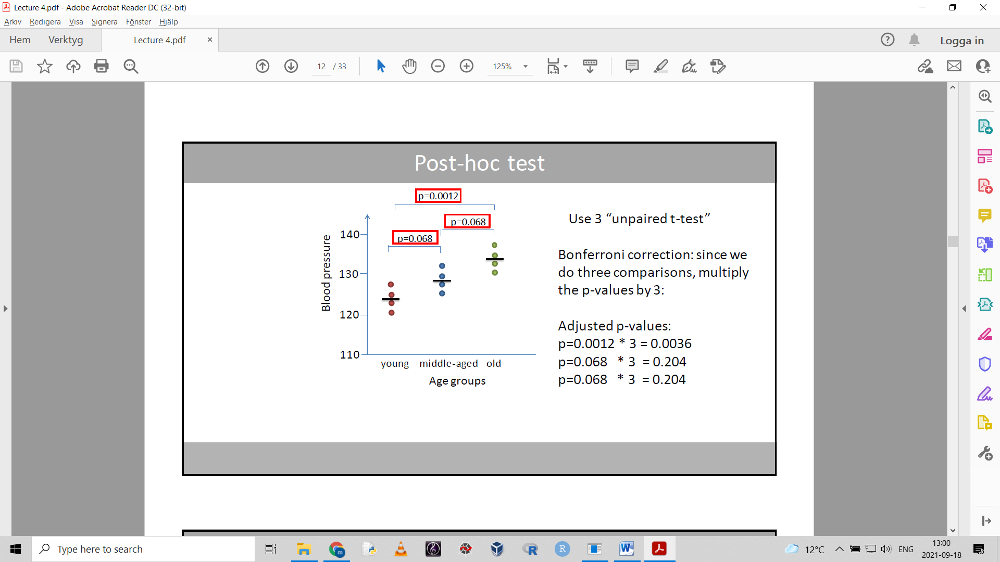 Lecture 4.pdf - Adobe Acrobat Reader DC (32-bit)
Arkiv Redigera Visa Signera Fönster Hjälp
Hem Verktyg Lecture 4.pdf × Logga in
12 / 33 125%
Post-hoc test
p=0.0012
p=0.068
p=0.068
140
130
120
110
Blood pressure
young middle-aged old
Age groups
Use 3 “unpaired t-test”
Bonferroni correction: since we
do three comparisons, multiply
the p-values by 3:
Adjusted p-values:
p=0.0012 * 3 = 0.0036
p=0.068 * 3 = 0.204
p=0.068 * 3 = 0.204
Type here to search
12°C ENG
13:00
2021-09-18